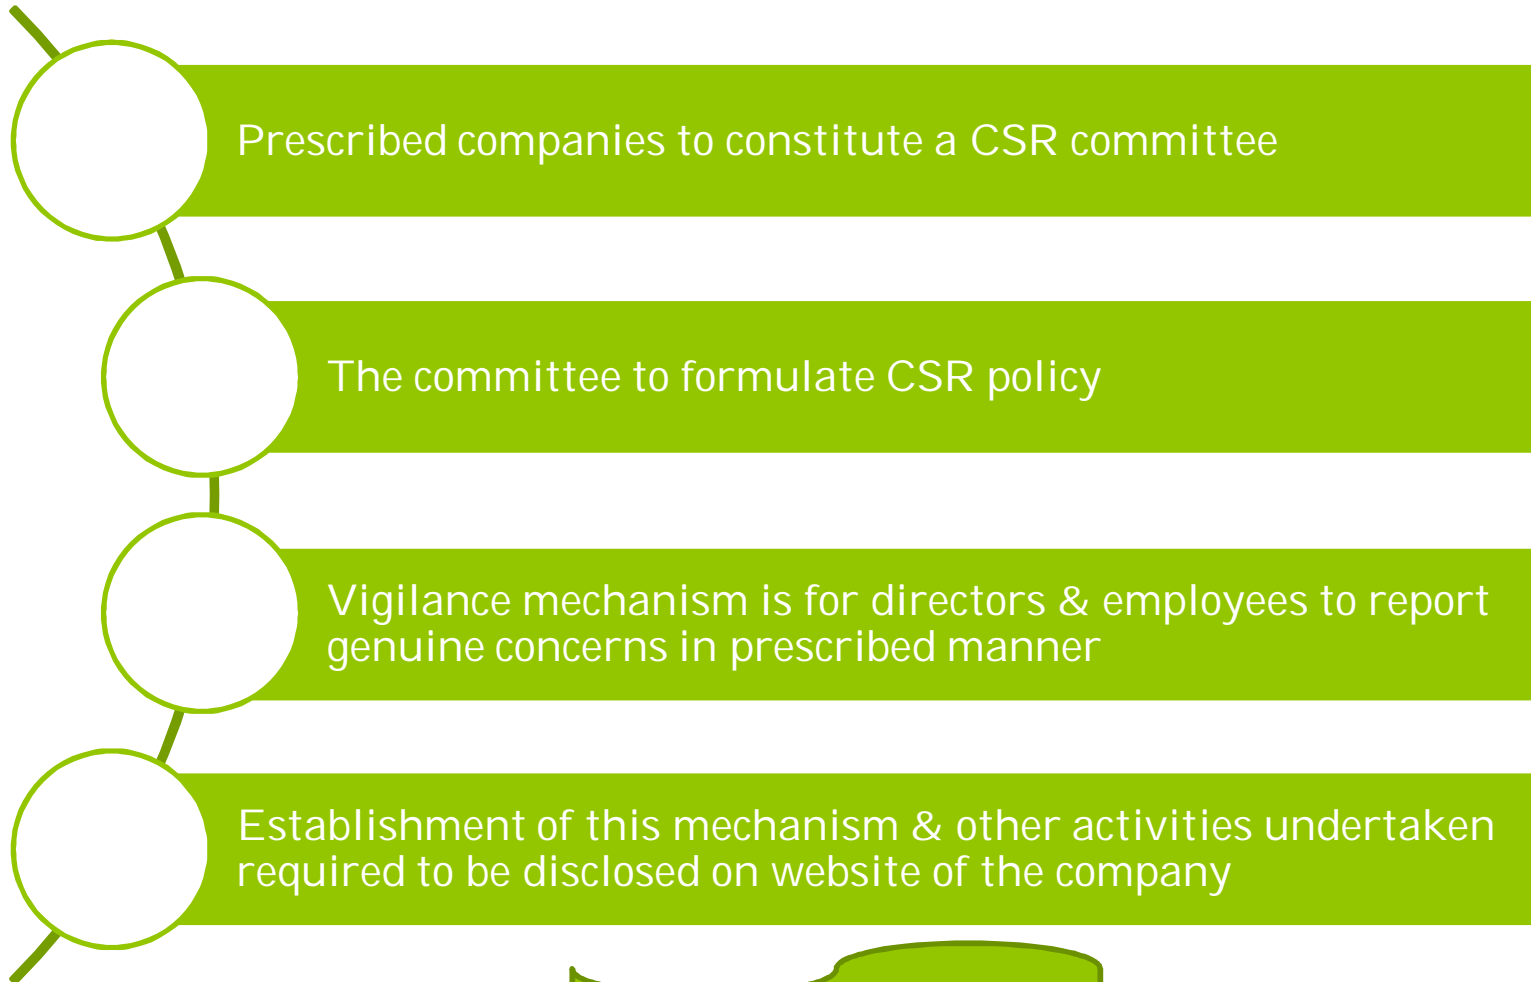 Prescribed companies to constitute a CSR committee
The committee to formulate CSR policy
Vigilance mechanism is for directors & employees to report
genuine concerns in prescribed manner
Establishment of this mechanism & other activities undertaken
required to be disclosed on website of the company